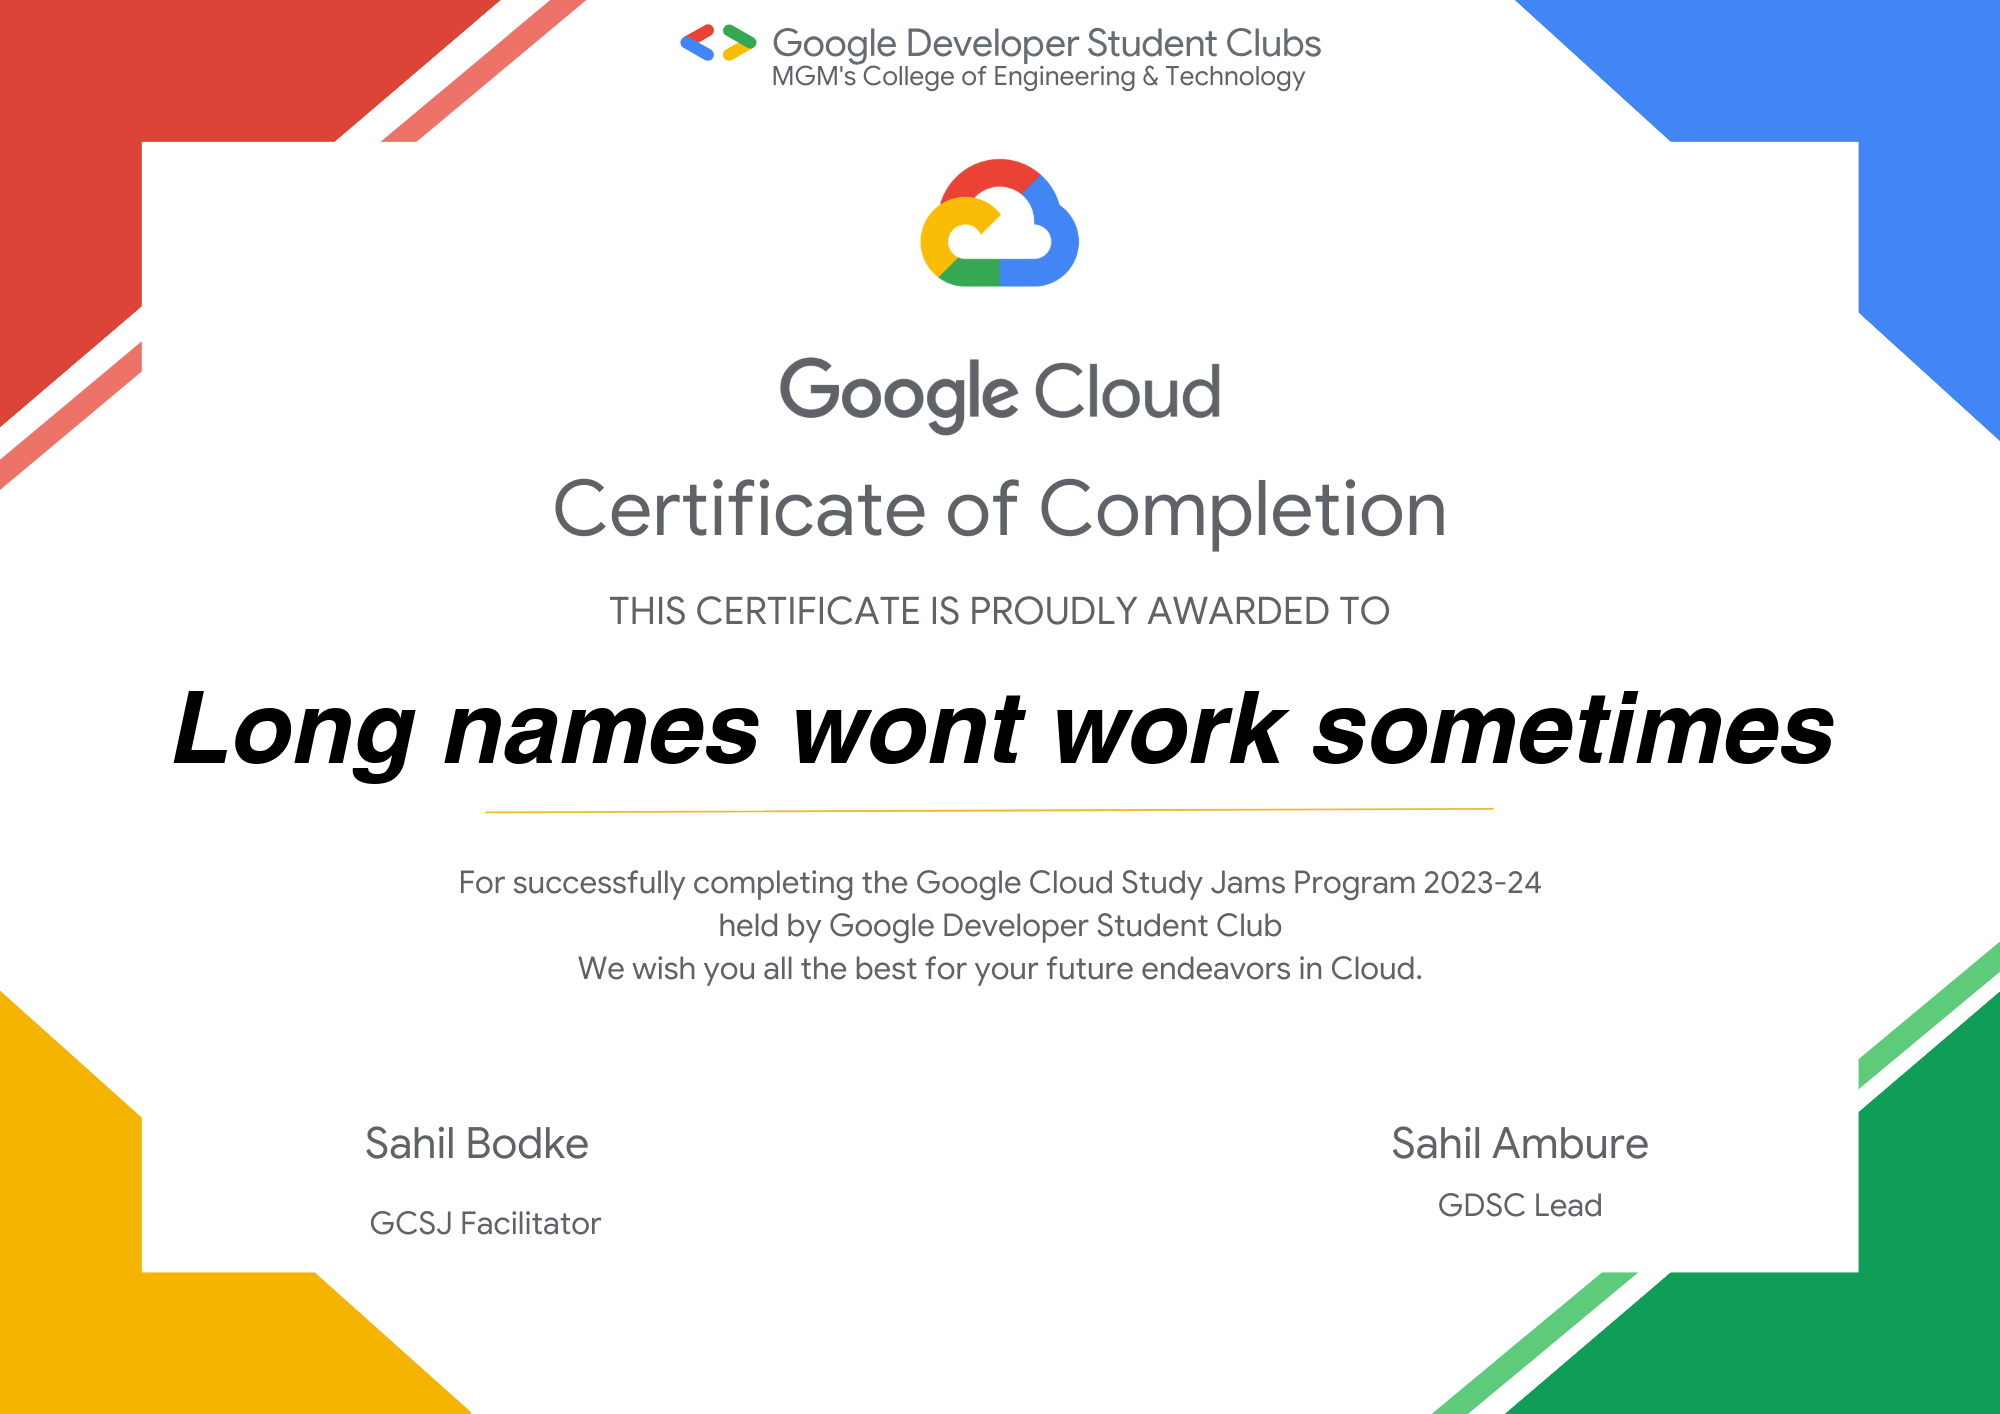 Google Developer Student Clubs
MGM's College of Engineering & Technology
Google Cloud
Certificate of Completion
THIS CERTIFICATE IS PROUDLY AWARDED TO
Long names wont work sometimes
For successfully completing the Google Cloud Study Jams Program 2023-24
held by Google Developer Student Club
We wish you all the best for your future endeavors in Cloud.
Sahil Bodke
GCSJ Facilitator
Sahil Ambure
GDSC Lead